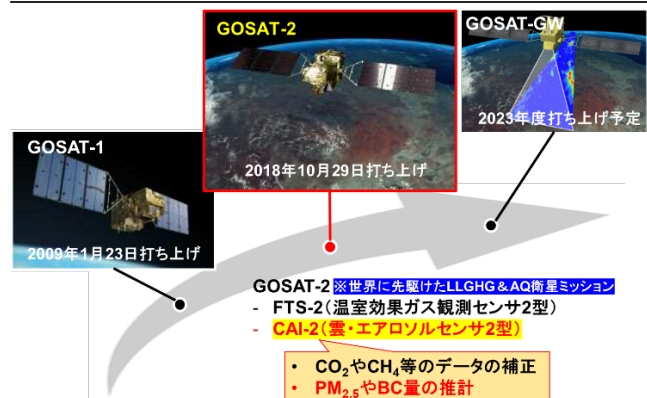 GOSAT-2
GOSAT-GW
2023年度打ち上げ予定
GOSAT-1
2018年10月29日打ち上げ
2009年1月23日打ち上げ
GOSAT-2 ※世界に先駆けたLLGHG＆AQ衛星ミッション
- FTS-2（温室効果ガス観測センサ2型）
- CAI-2（雲・エアロソルセンサ2型）
• CO₂やCH₄等のデータの補正
• PM₂.₅やBC量の推計